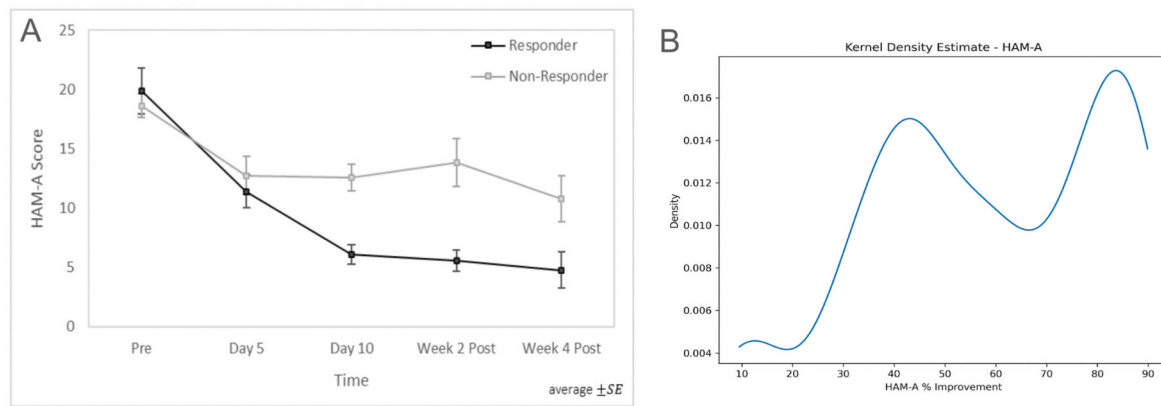 A
25
20
15
10
5
0
HAM-A Score
Responder
Non-Responder
Pre
Day 5
Day 10
Week 2 Post
Week 4 Post
Time
average ±SE
B
Kernel Density Estimate - HAM-A
0.016
0.014
0.012
0.010
0.008
0.006
0.004
Density
10
20
30
40
50
60
70
80
90
HAM-A % Improvement